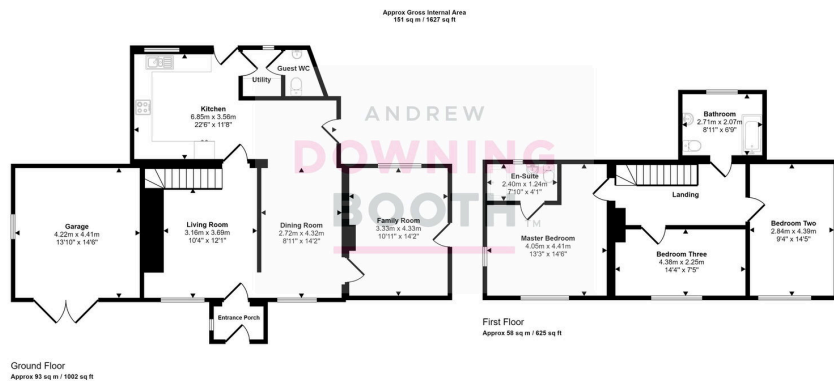 Approx Gross Internal Area
151 sq m / 1627 sq ft
Guest WC
Utility
Kitchen
6.85m x 3.56m
22'6" x 11'8"
ANDREW
DOWNING
BOOTH
TM
Garage
4.22m x 4.41m
13'10" x 14'6"
Living Room
3.16m x 3.69m
10'4" x 12'1"
Dining Room
2.72m x 4.32m
8'11" x 14'2"
Family Room
3.33m x 4.33m
10'11" x 14'2"
Entrance Porch
Ground Floor
Approx 93 sq m / 1002 sq ft
Bathroom
2.71m x 2.07m
8'11" x 6'9"
En-Suite
2.40m x 1.24m
7'10" x 4'1"
Landing
Master Bedroom
4.05m x 4.41m
13'3" x 14'6"
Bedroom Two
2.84m x 4.39m
9'4" x 14'5"
Bedroom Three
4.38m x 2.25m
14'4" x 7'5"
First Floor
Approx 58 sq m / 625 sq ft